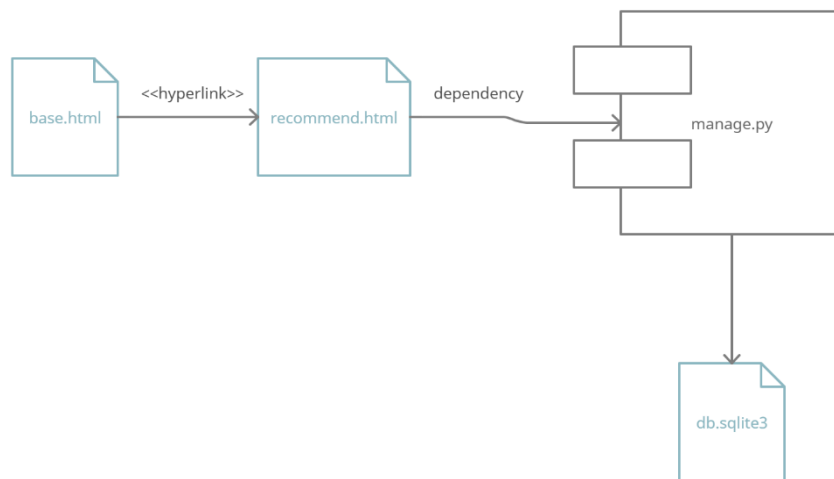 <<hyperlink>>
dependency
base.html
recommend.html
manage.py
db.sqlite3